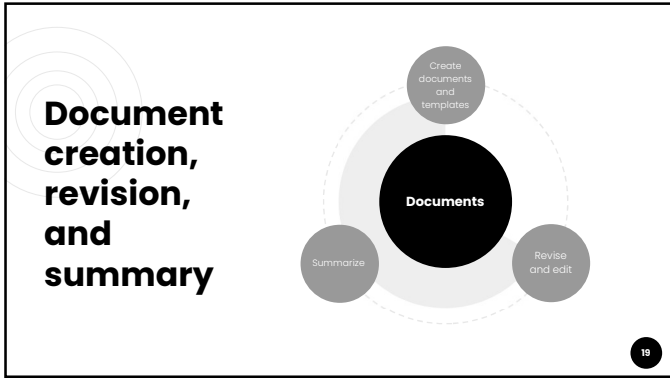 Document
creation,
revision,
and
summary
Create
documents
and
templates
Documents
Summarize
Revise
and edit
19